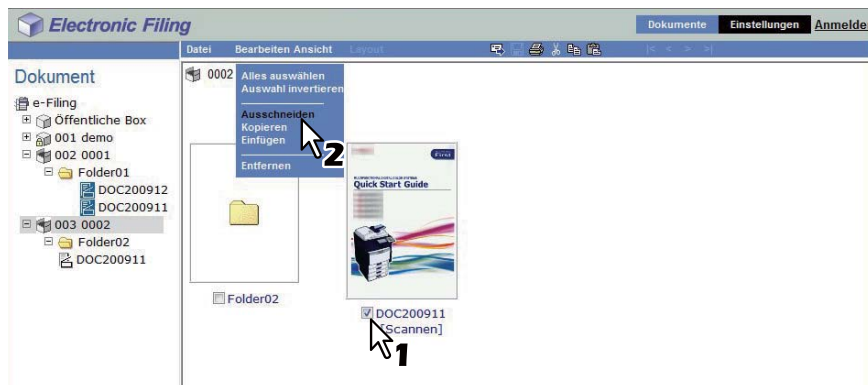 Electronic Filing
Dokumente Einstellungen Anmelde
Datei Bearbeiten Ansicht Layout |< < > >|
Dokument
e-Filing
Öffentliche Box
001 demo
002 0001
Folder01
DOC200912
DOC200911
003 0002
Folder02
DOC200911
0002
Alles auswählen
Auswahl invertieren
Ausschneiden
Kopieren
Einfügen
Entfernen
2
First
Quick Start Guide
Folder02
DOC200911
[Scannen]
1